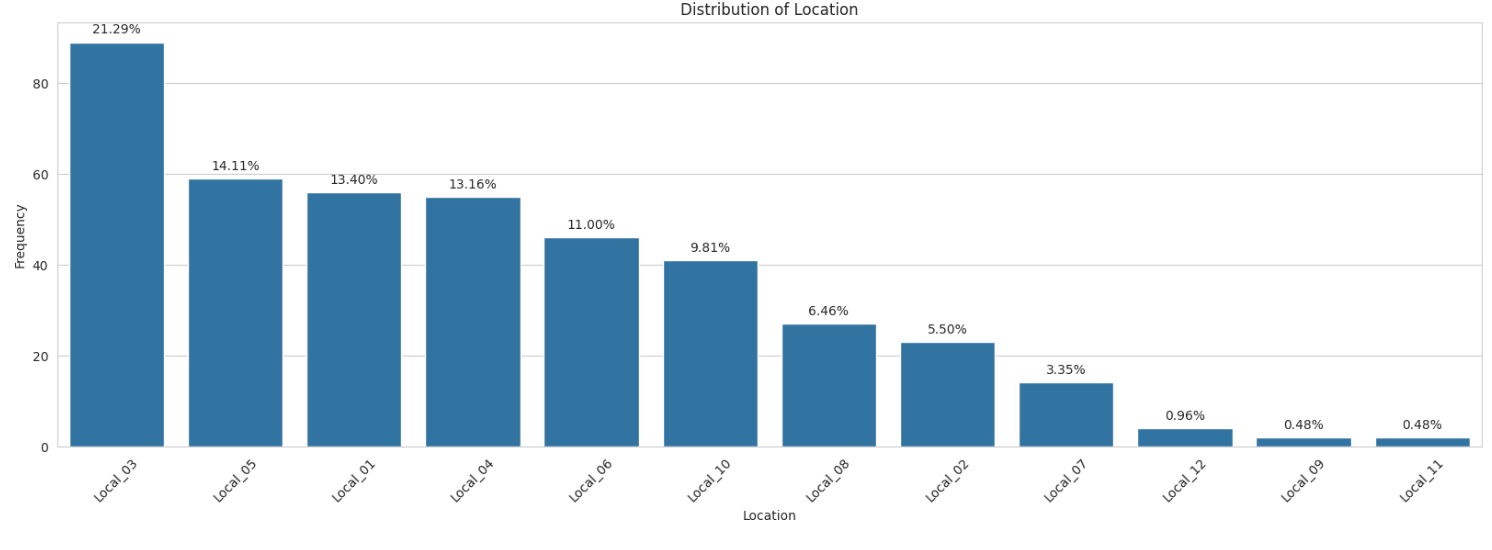 Distribution of Location
21.29%
14.11%
13.40%
13.16%
11.00%
9.81%
6.46%
5.50%
3.35%
0.96%
0.48%
0.48%
80
60
40
20
0
Frequency
Local_03
Local_05
Local_01
Local_04
Local_06
Local_10
Local_08
Local_02
Local_07
Local_12
Local_09
Local_11
Location